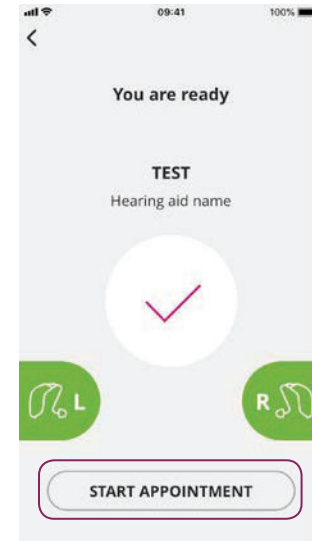 09:41
100%
You are ready
TEST
Hearing aid name
L
R
START APPOINTMENT